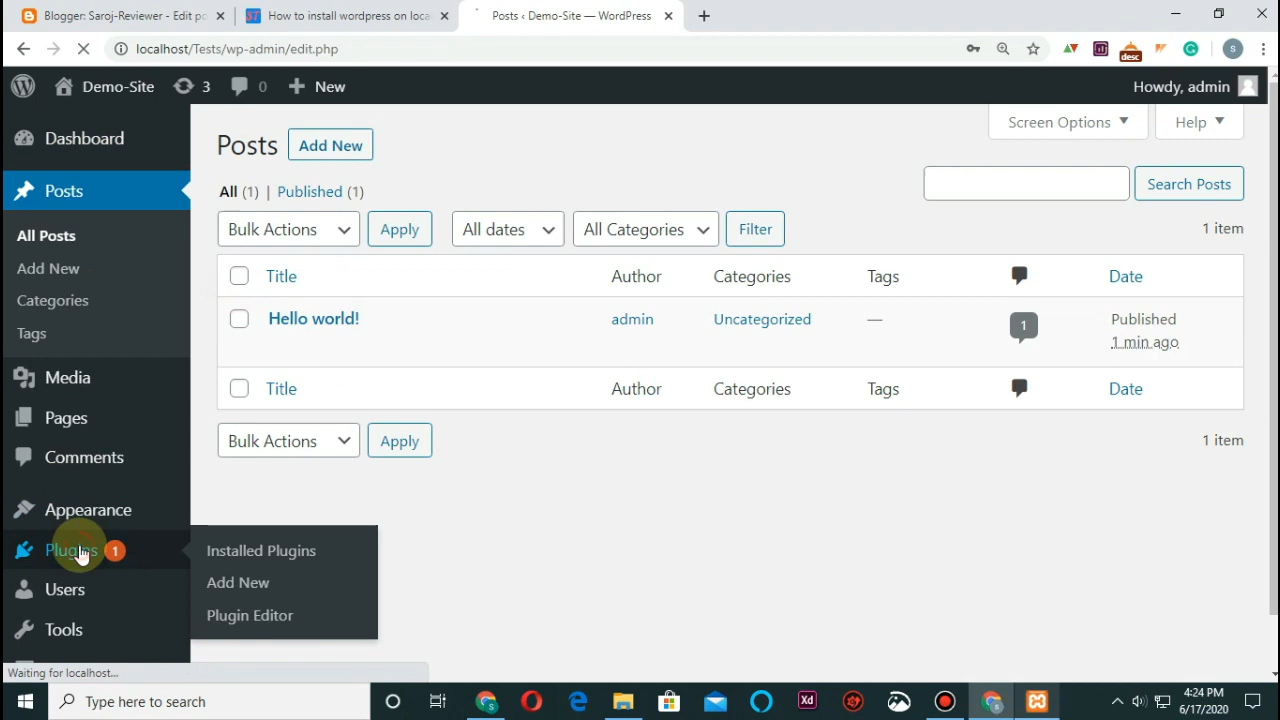 Blogger: Saroj-Reviewer - Edit po
How to install wordpress on loca
Posts ‹ Demo-Site — WordPress
localhost/Tests/wp-admin/edit.php
desc
S
Demo-Site
3
0
New
Howdy, admin
Dashboard
Posts
All Posts
Add New
Categories
Tags
Media
Pages
Comments
Appearance
Plugins 1
Users
Tools
Installed Plugins
Add New
Plugin Editor
Screen Options
Help
Posts
Add New
All (1) | Published (1)
Search Posts
Bulk Actions
Apply
All dates
All Categories
Filter
1 item
Title Author Categories Tags Date
Hello world! admin Uncategorized — 1 Published
1 min ago
Title Author Categories Tags Date
Bulk Actions
Apply
1 item
Waiting for localhost...
Type here to search
Xd
4:24 PM
6/17/2020